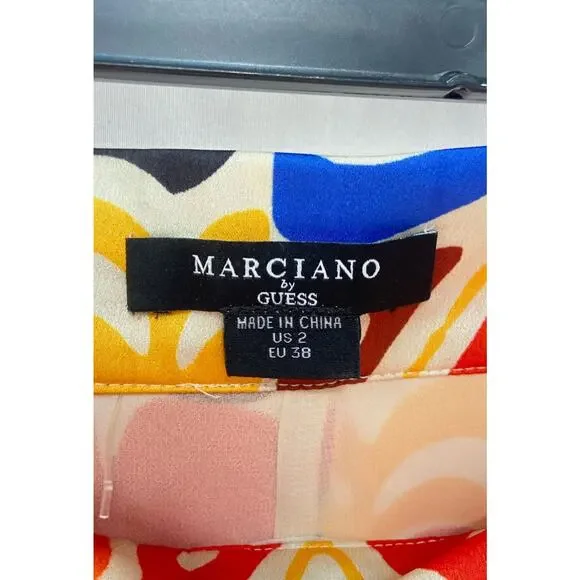 MARCIANO
by
GUESS
MADE IN CHINA
US 2
EU 38